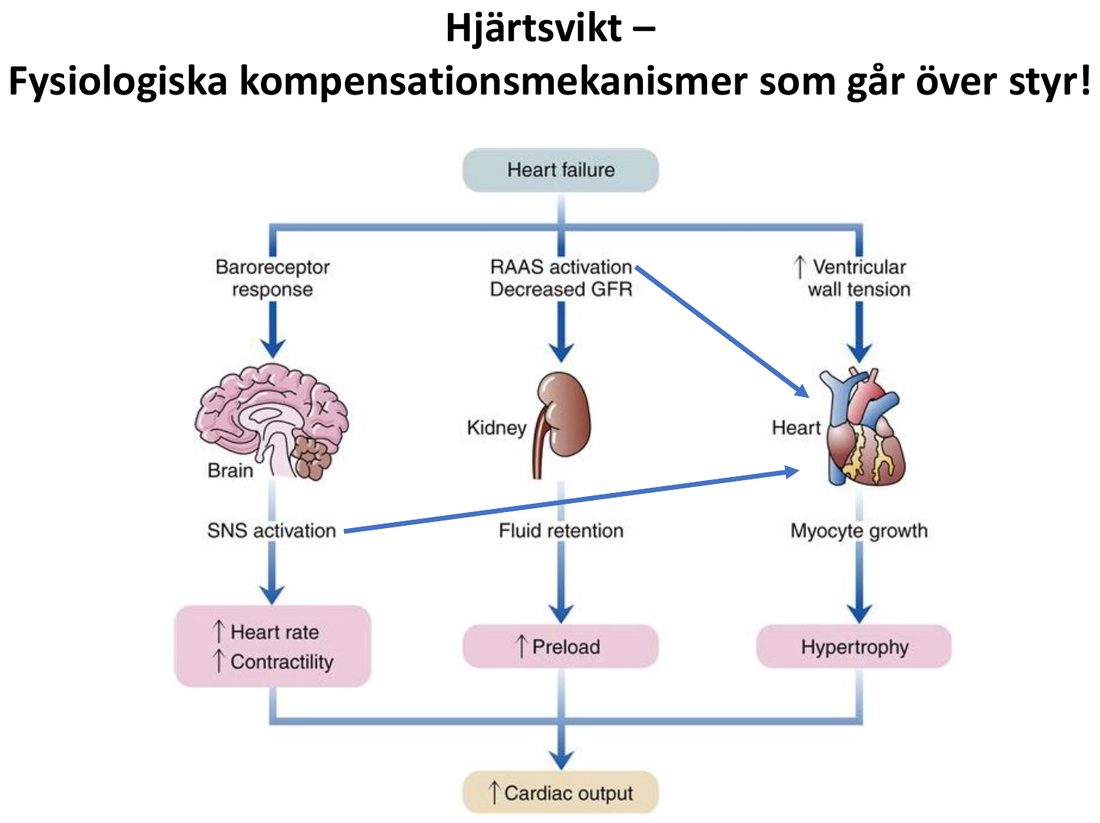 Hjärtsvikt –
Fysiologiska kompensationsmekanismer som går över styr!
Heart failure
Baroreceptor
response
RAAS activation
Decreased GFR
↑ Ventricular
wall tension
Brain
Kidney
Heart
SNS activation
Fluid retention
Myocyte growth
↑ Heart rate
↑ Contractility
↑ Preload
Hypertrophy
↑ Cardiac output